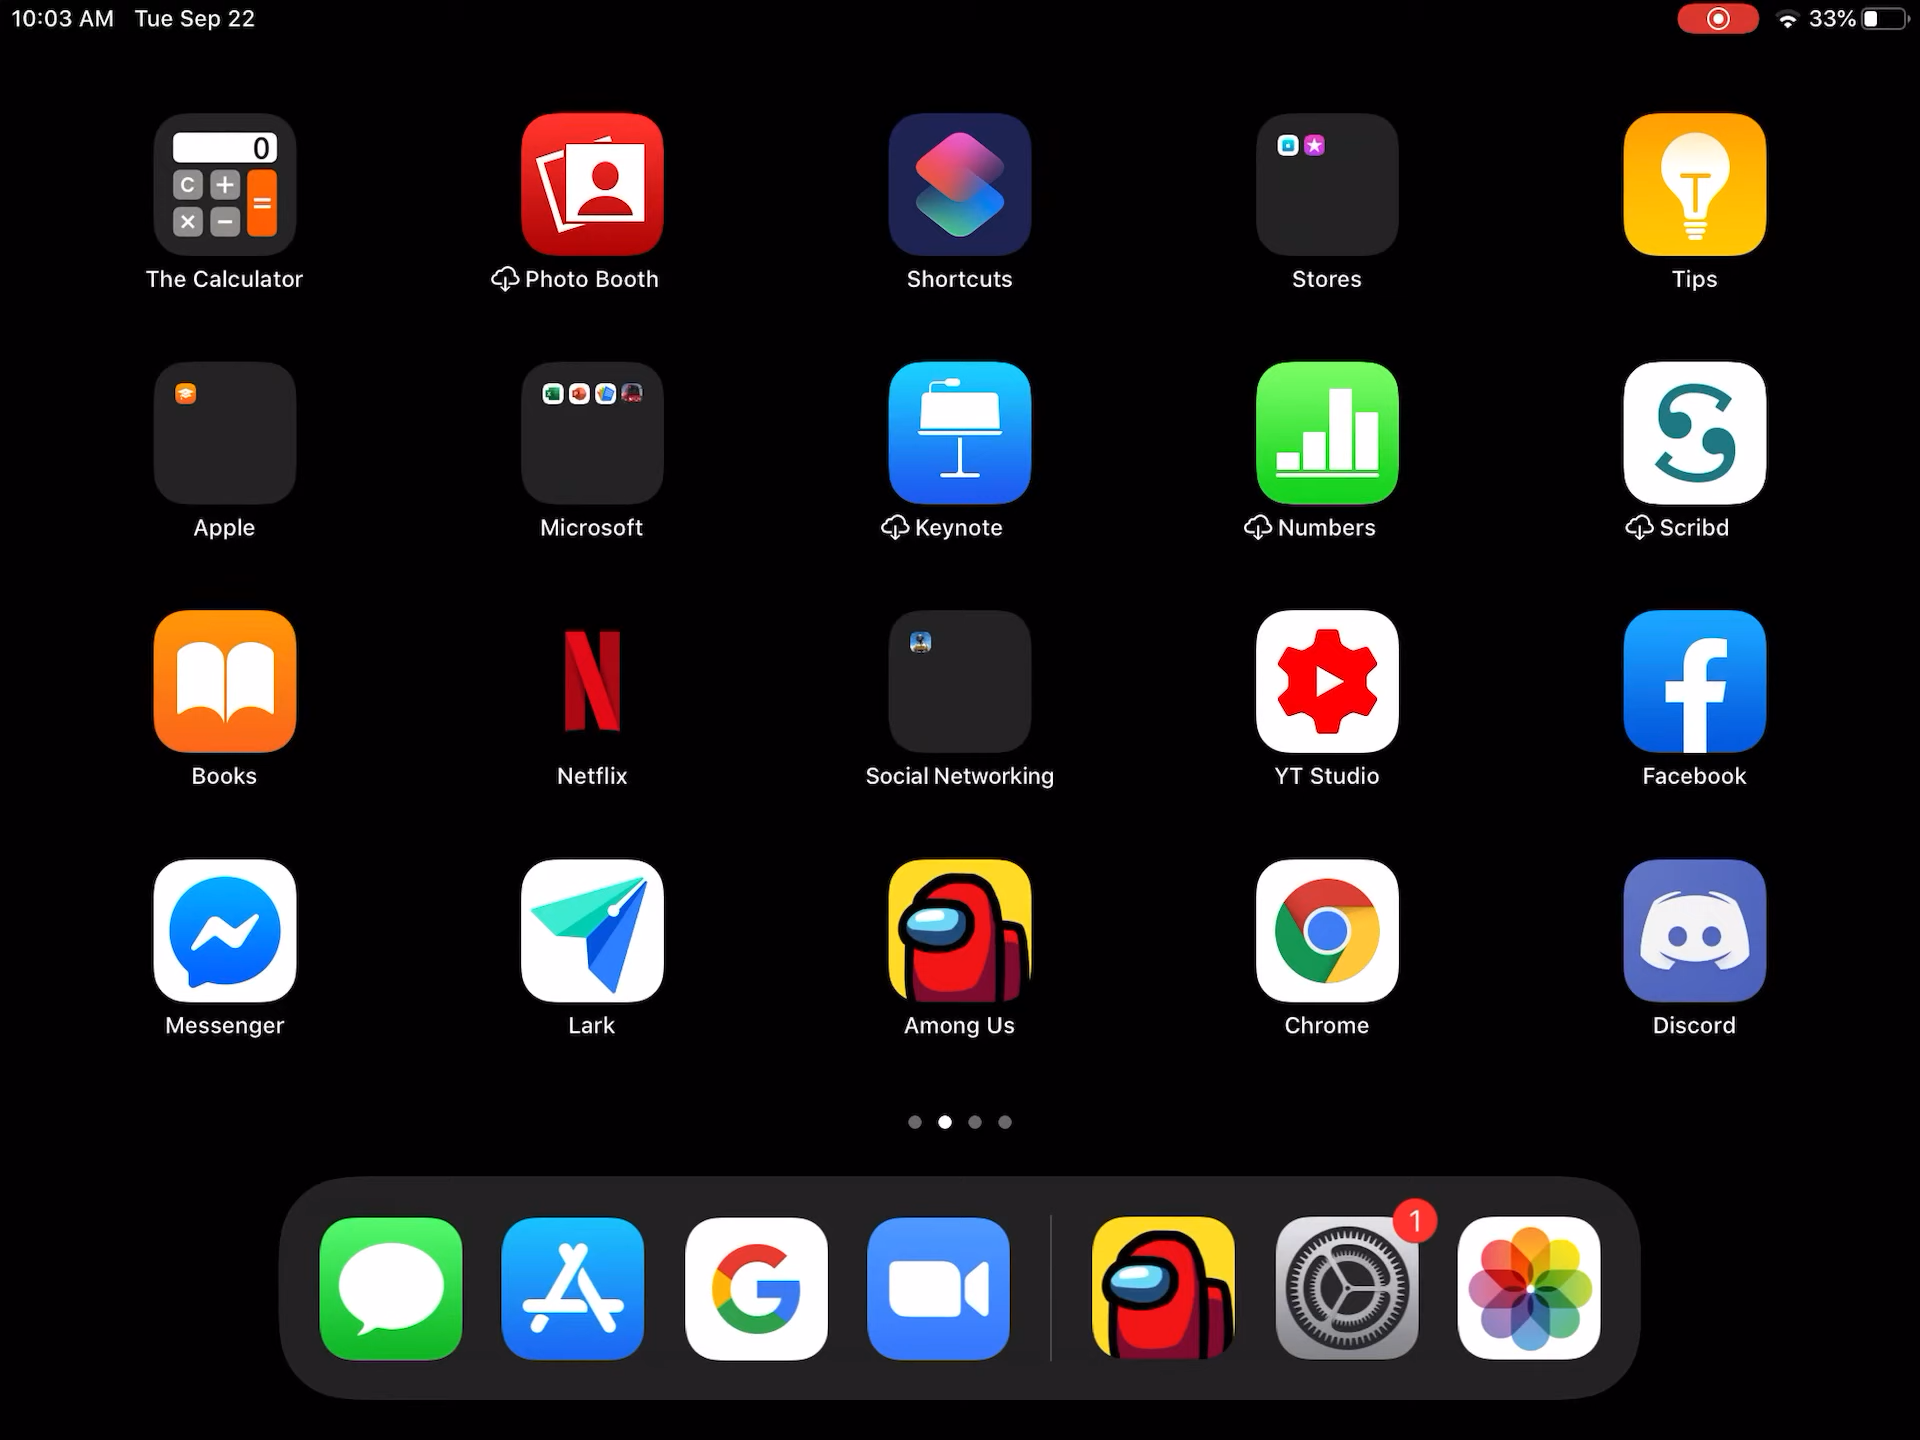 10:03 AM Tue Sep 22
33%
0
C +
× − =
The Calculator
Photo Booth
Shortcuts
Stores
Tips
Apple
Microsoft
Keynote
Numbers
Scribd
Books
Netflix
Social Networking
YT Studio
Facebook
Messenger
Lark
Among Us
Chrome
Discord
1